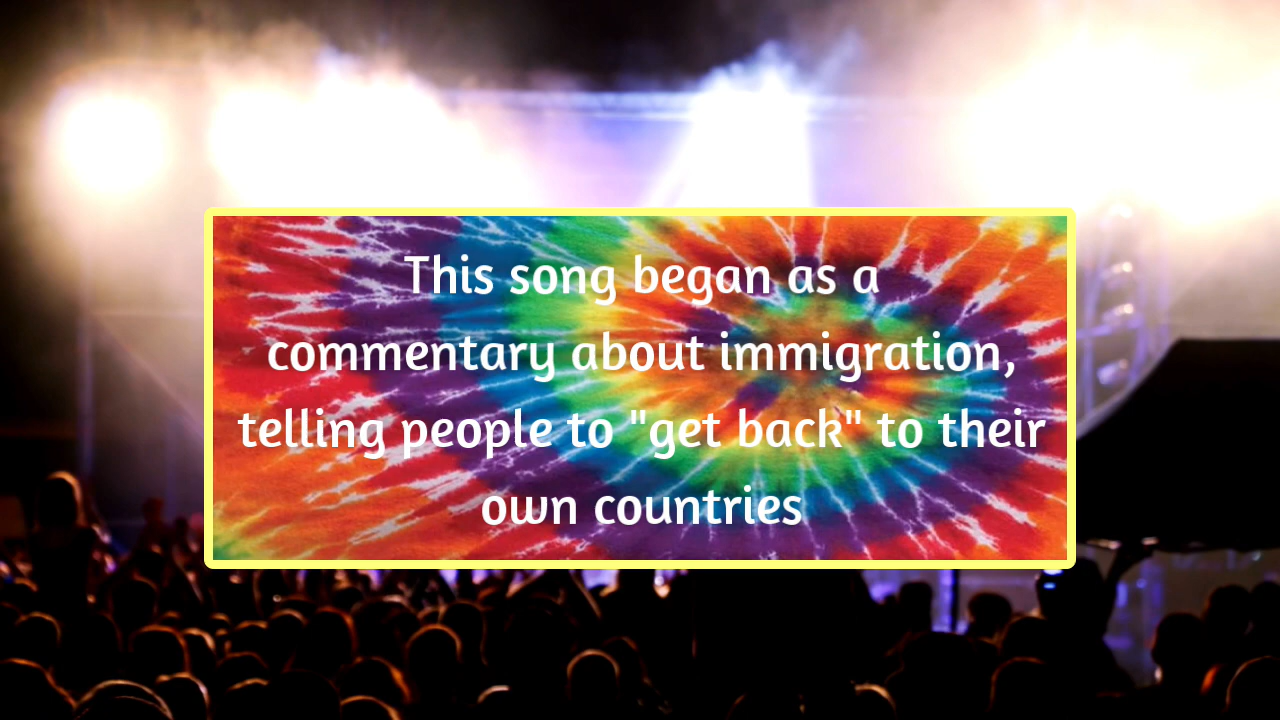 This song began as a
commentary about immigration,
telling people to "get back" to their
own countries